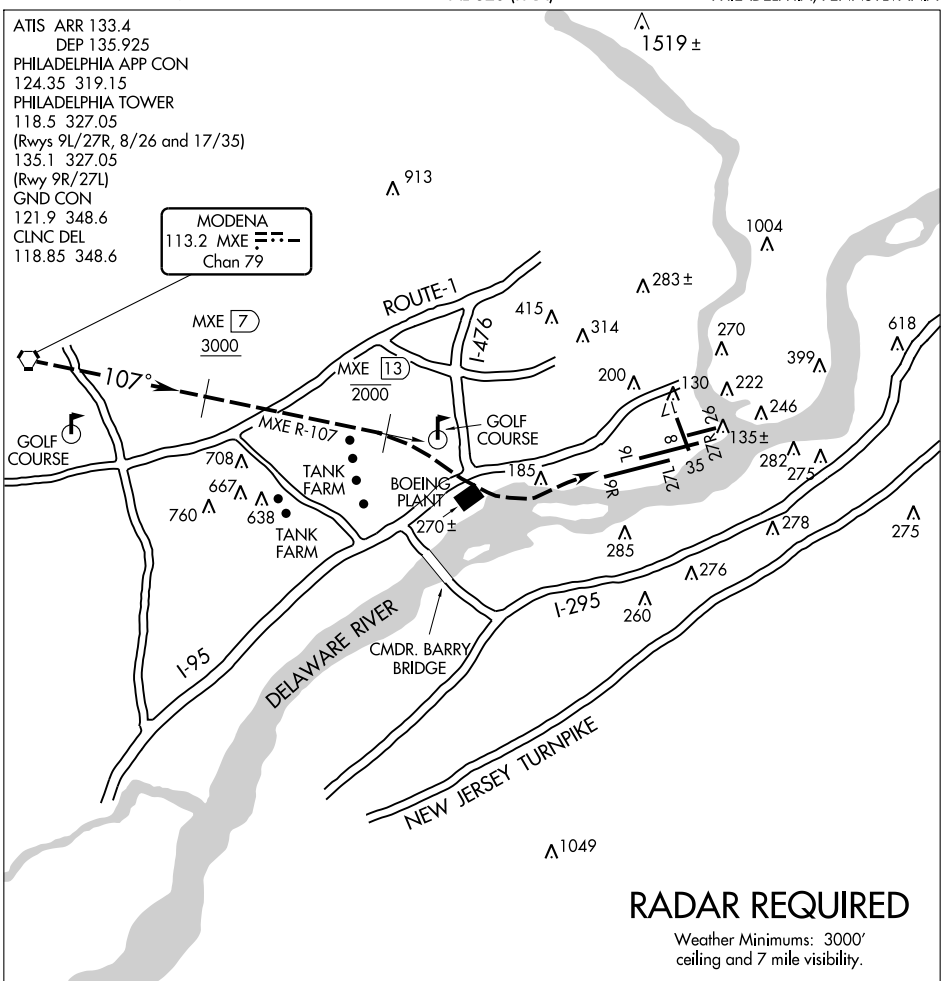 ATIS ARR 133.4
DEP 135.925
PHILADELPHIA APP CON
124.35 319.15
PHILADELPHIA TOWER
118.5 327.05
(Rwys 9L/27R, 8/26 and 17/35)
135.1 327.05
(Rwy 9R/27L)
GND CON
121.9 348.6
CLNC DEL
118.85 348.6
MODENA
113.2 MXE
Chan 79
1519 ±
913
1004
283 ±
415
314
270
618
399
200
130
222
246
135±
282
275
275
278
285
276
260
185
270 ±
708
667
760
638
1049
ROUTE-1
I-476
MXE 7
3000
MXE 13
2000
107°
MXE R-107
GOLF
COURSE
GOLF
COURSE
TANK
FARM
TANK
FARM
BOEING
PLANT
17
8
26
9L
27R
9R
27L
35
I-95
DELAWARE RIVER
CMDR. BARRY
BRIDGE
I-295
NEW JERSEY TURNPIKE
RADAR REQUIRED
Weather Minimums: 3000'
ceiling and 7 mile visibility.